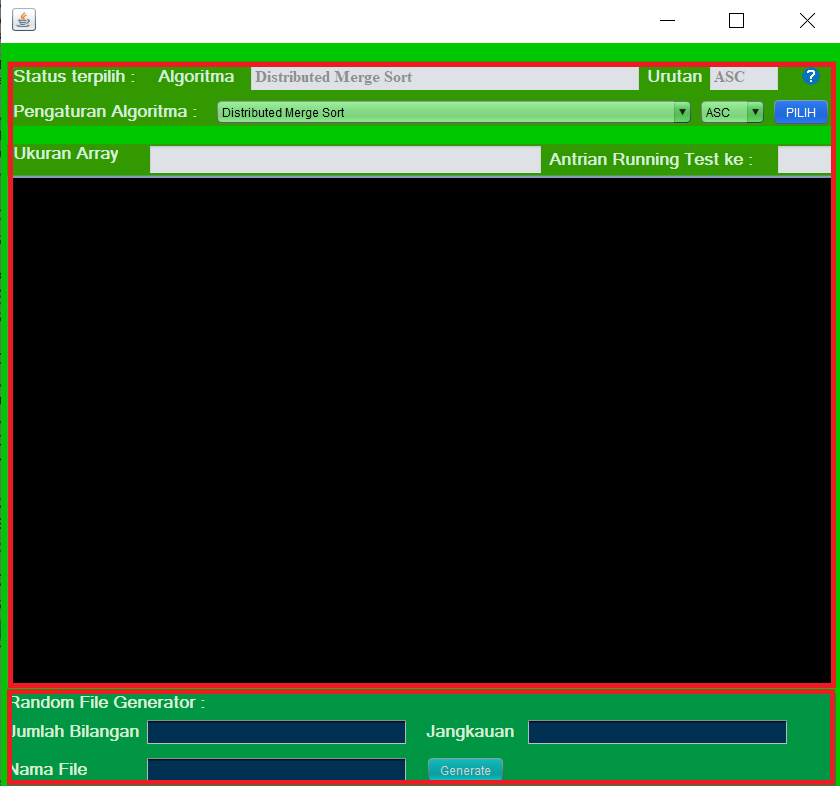 Status terpilih : Algoritma Distributed Merge Sort Urutan ASC ?
Pengaturan Algoritma : Distributed Merge Sort ASC PILIH
Ukuran Array Antrian Running Test ke :
Random File Generator :
Jumlah Bilangan Jangkauan
Nama File Generate